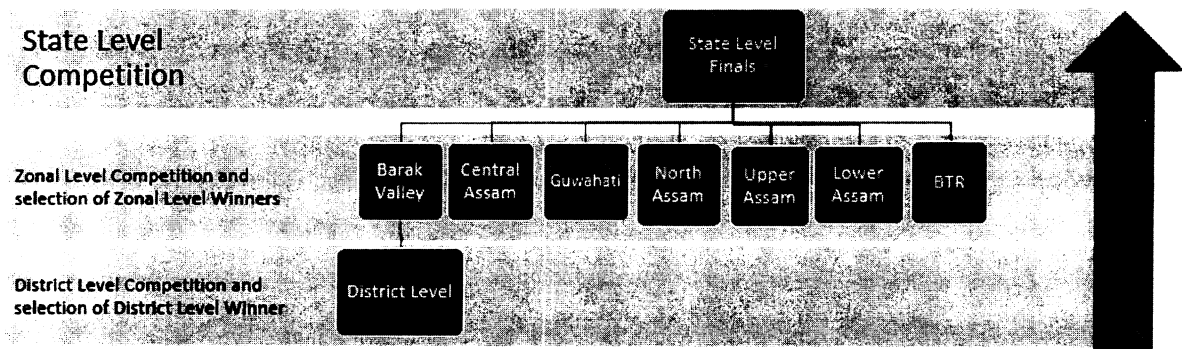 State Level
Competition
State Level
Finals
Zonal Level Competition and
selection of Zonal Level Winners
Barak
Valley
Central
Assam
Guwahati
North
Assam
Upper
Assam
Lower
Assam
BTR
District Level Competition and
selection of District Level Winner
District Level